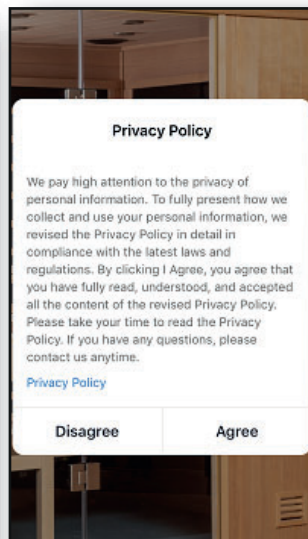 Privacy Policy
We pay high attention to the privacy of
personal information. To fully present how we
collect and use your personal information, we
revised the Privacy Policy in detail in
compliance with the latest laws and
regulations. By clicking I Agree, you agree that
you have fully read, understood, and accepted
all the content of the revised Privacy Policy.
Please take your time to read the Privacy
Policy. If you have any questions, please
contact us anytime.
Privacy Policy
Disagree Agree